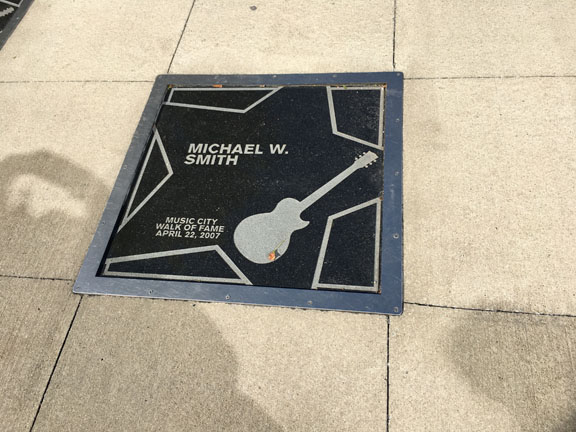 MICHAEL W.
SMITH
MUSIC CITY
WALK OF FAME
APRIL 22, 2007